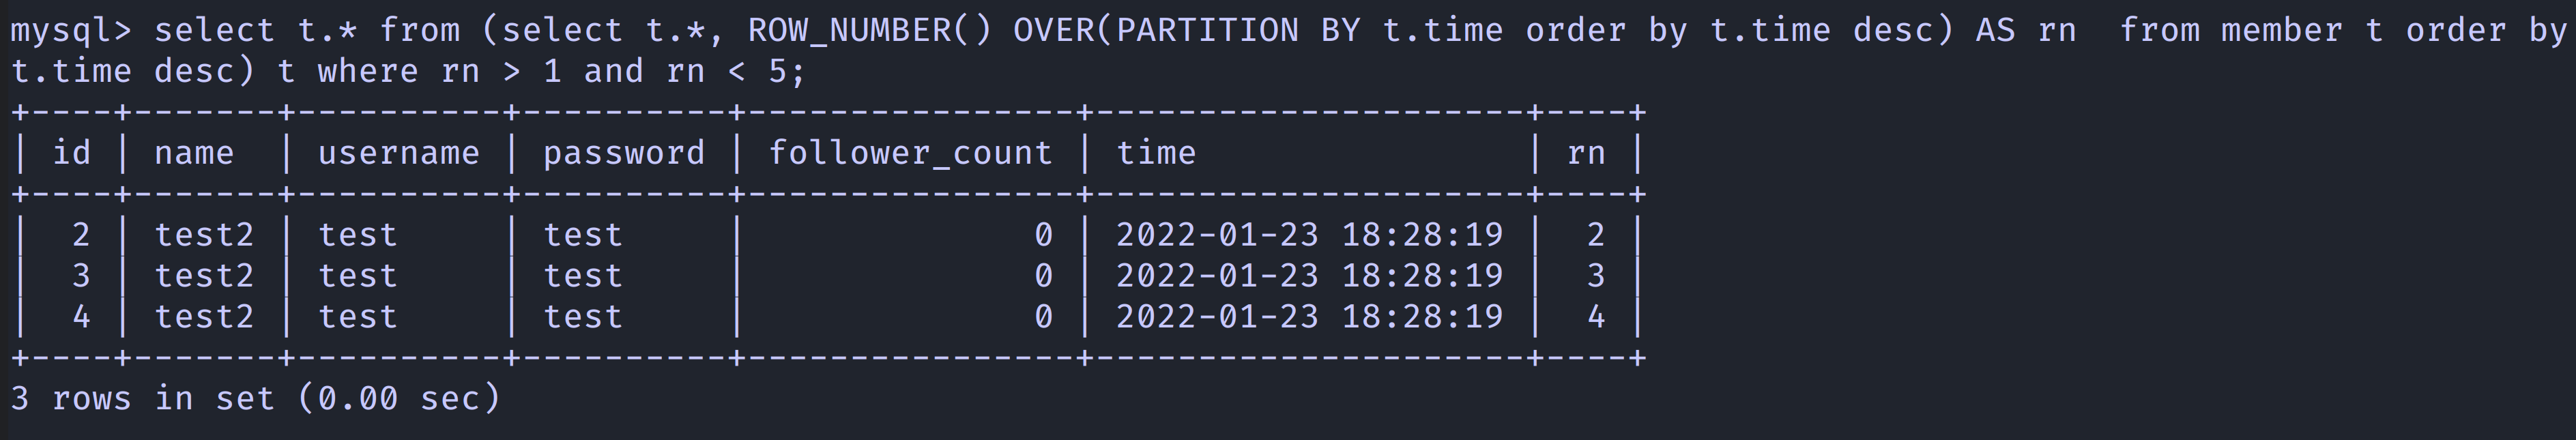 mysql> select t.* from (select t.*, ROW_NUMBER() OVER(PARTITION BY t.time order by t.time desc) AS rn  from member t order by
t.time desc) t where rn > 1 and rn < 5;
+----+-------+----------+----------+----------------+---------------------+----+
| id | name  | username | password | follower_count | time                | rn |
+----+-------+----------+----------+----------------+---------------------+----+
|  2 | test2 | test     | test     |              0 | 2022-01-23 18:28:19 |  2 |
|  3 | test2 | test     | test     |              0 | 2022-01-23 18:28:19 |  3 |
|  4 | test2 | test     | test     |              0 | 2022-01-23 18:28:19 |  4 |
+----+-------+----------+----------+----------------+---------------------+----+
3 rows in set (0.00 sec)